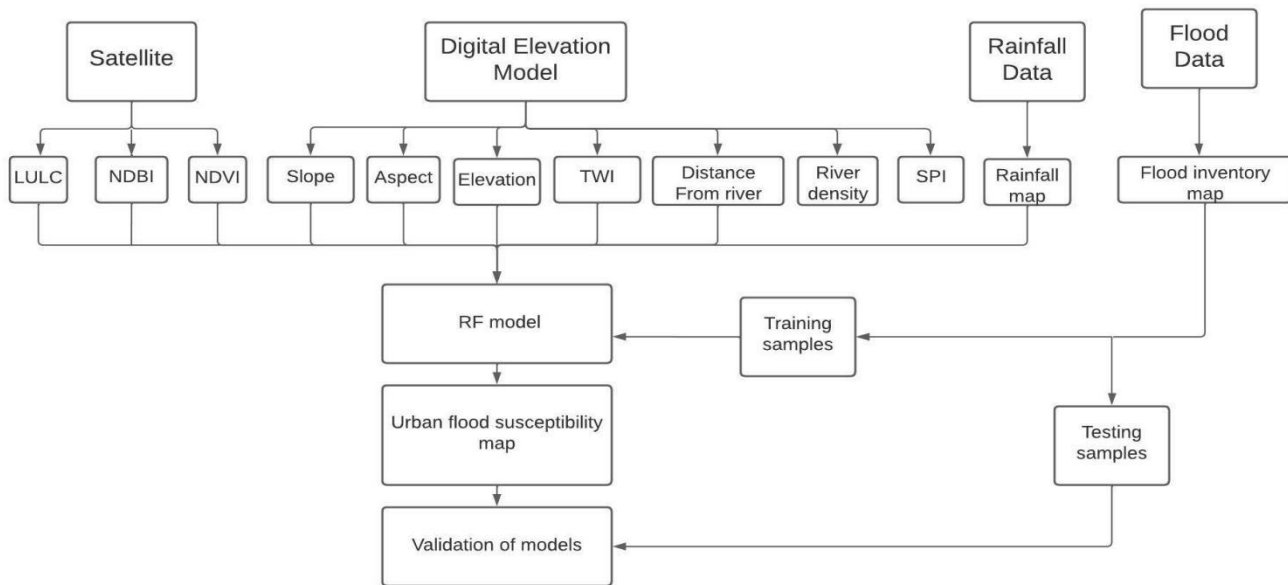 Satellite
Digital Elevation
Model
Rainfall
Data
Flood
Data
LULC
NDBI
NDVI
Slope
Aspect
Elevation
TWI
Distance
From river
River
density
SPI
Rainfall
map
Flood inventory
map
RF model
Training
samples
Urban flood susceptibility
map
Testing
samples
Validation of models